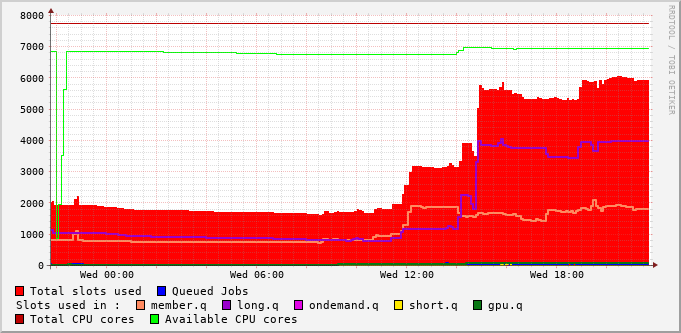 8000
7000
6000
5000
4000
3000
2000
1000
0
Wed 00:00 Wed 06:00 Wed 12:00 Wed 18:00
RRDTOOL / TOBI OETIKER
Total slots used Queued Jobs
Slots used in : member.q long.q ondemand.q short.q gpu.q
Total CPU cores Available CPU cores